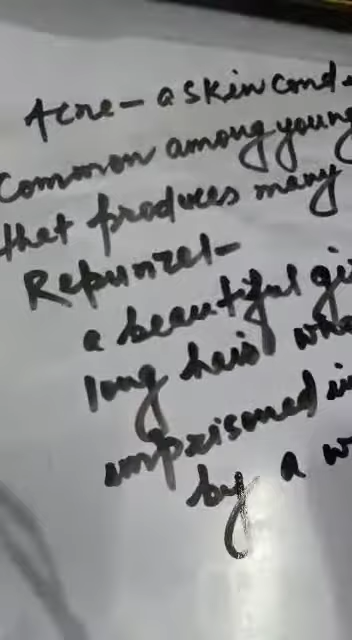 Acne - a skin cond
Common among young
that produces many
Repunzel -
a beautiful gi
long hair wh
imprisoned i
by a w